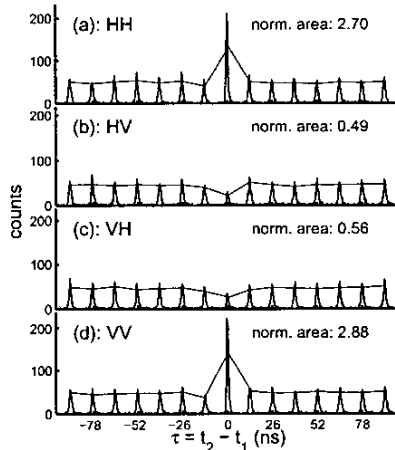 200
100
0
(a): HH
norm. area: 2.70
200
100
0
(b): HV
norm. area: 0.49
counts
200
100
0
(c): VH
norm. area: 0.56
200
100
0
(d): VV
norm. area: 2.88
−78 −52 −26 0 26 52 78
τ = t₂ − t₁ (ns)